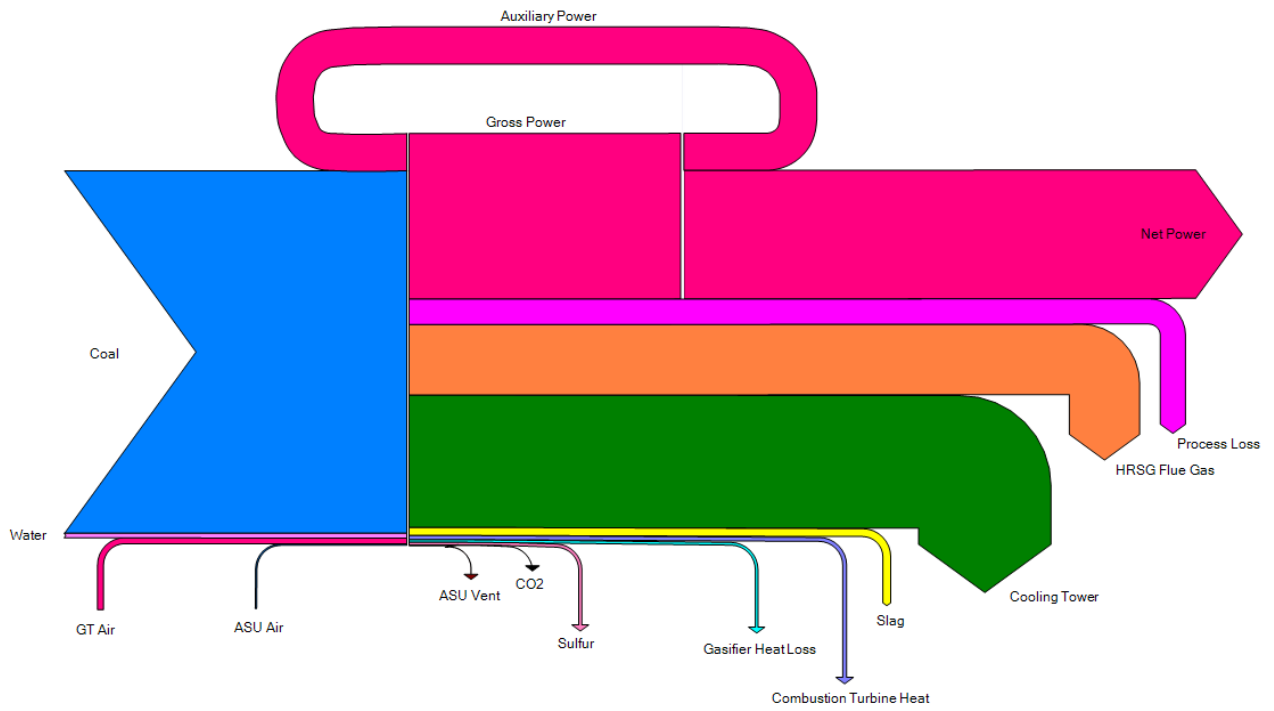 Auxiliary Power
Gross Power
Net Power
Coal
Process Loss
HRSG Flue Gas
Water
CO2
ASU Vent
Cooling Tower
Slag
GT Air
ASU Air
Sulfur
Gasifier Heat Loss
Combustion Turbine Heat